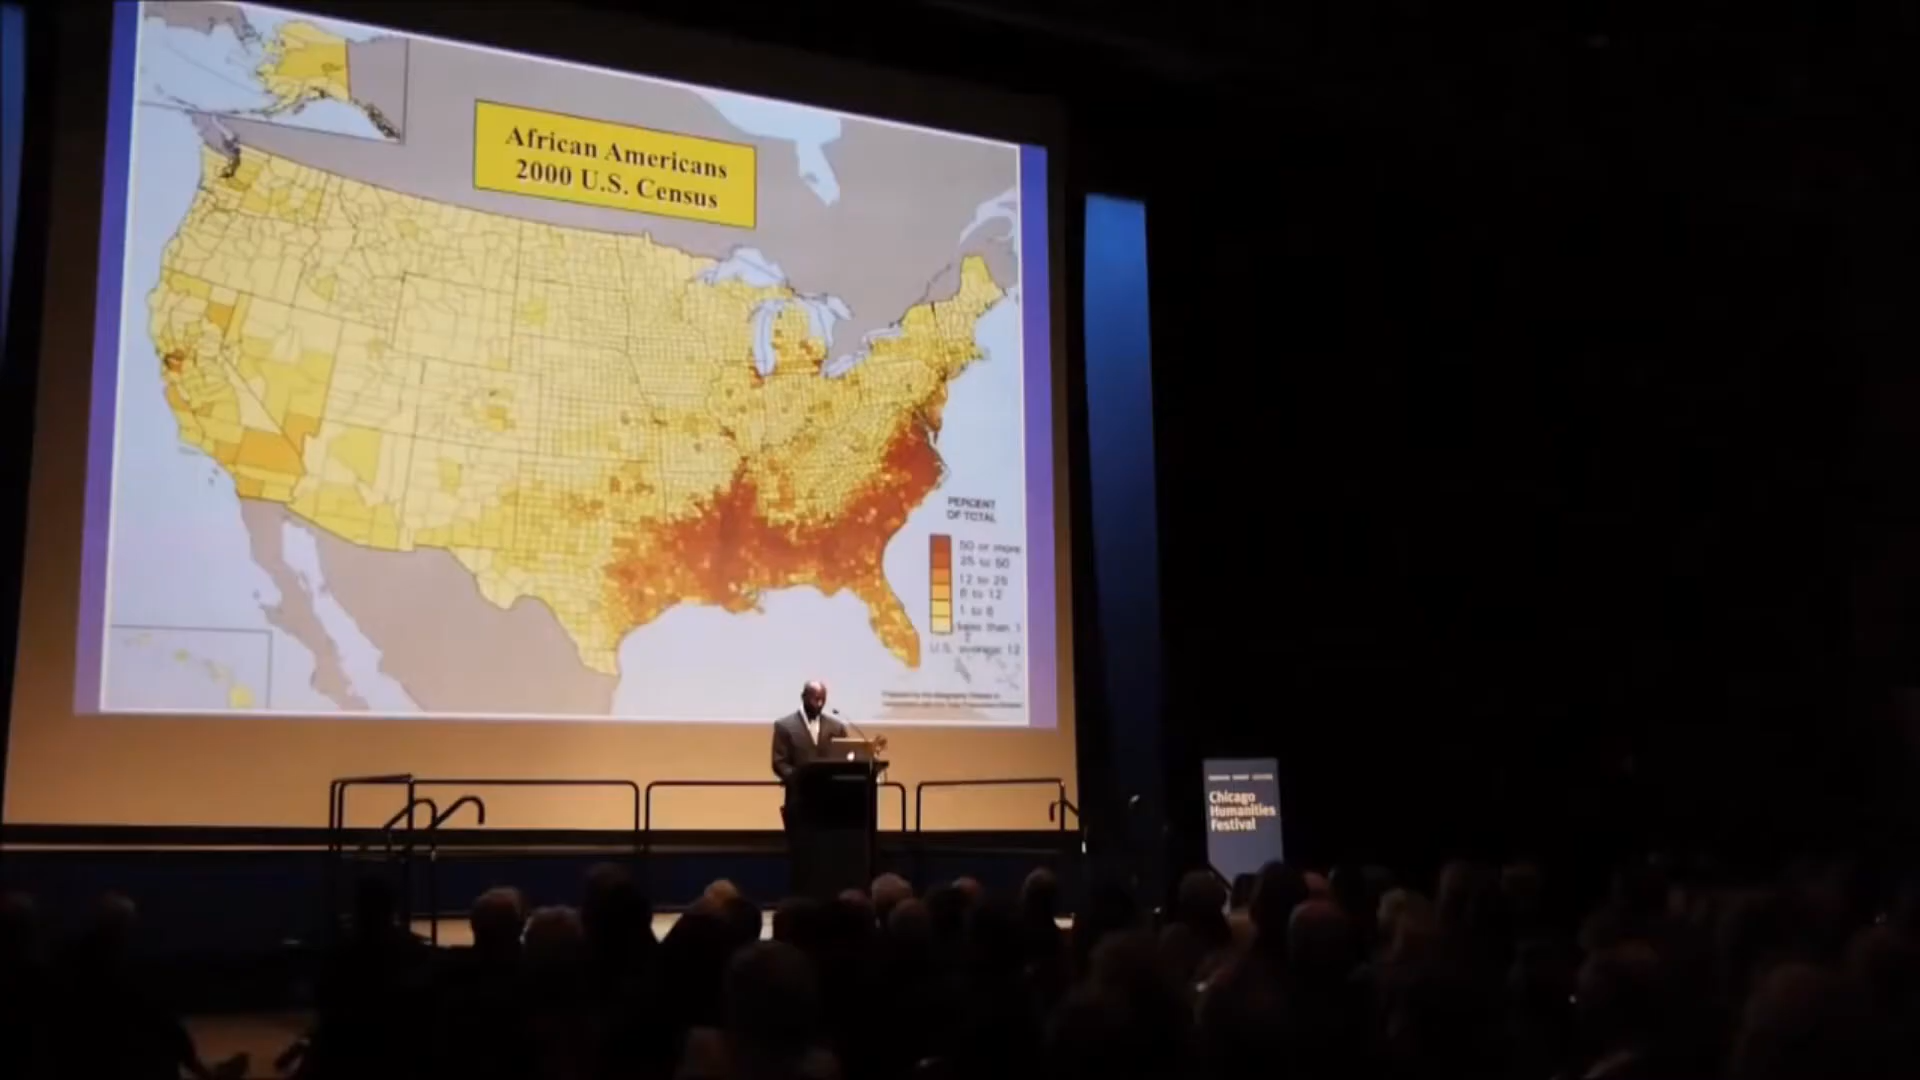 African Americans
2000 U.S. Census
PERCENT
OF TOTAL
50 or more
25 to 50
12 to 25
6 to 12
1 to 6
less than 1
U.S. average: 12
Chicago
Humanities
Festival